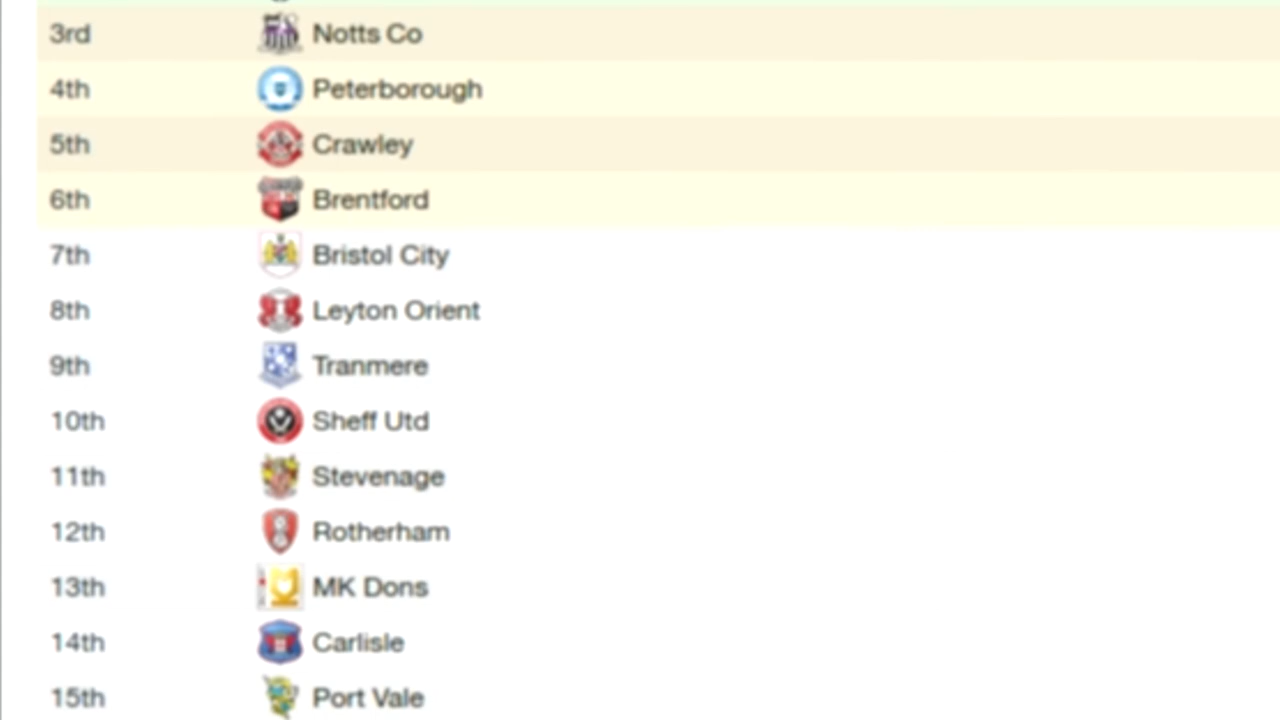 3rd Notts Co
4th Peterborough
5th Crawley
6th Brentford
7th Bristol City
8th Leyton Orient
9th Tranmere
10th Sheff Utd
11th Stevenage
12th Rotherham
13th MK Dons
14th Carlisle
15th Port Vale